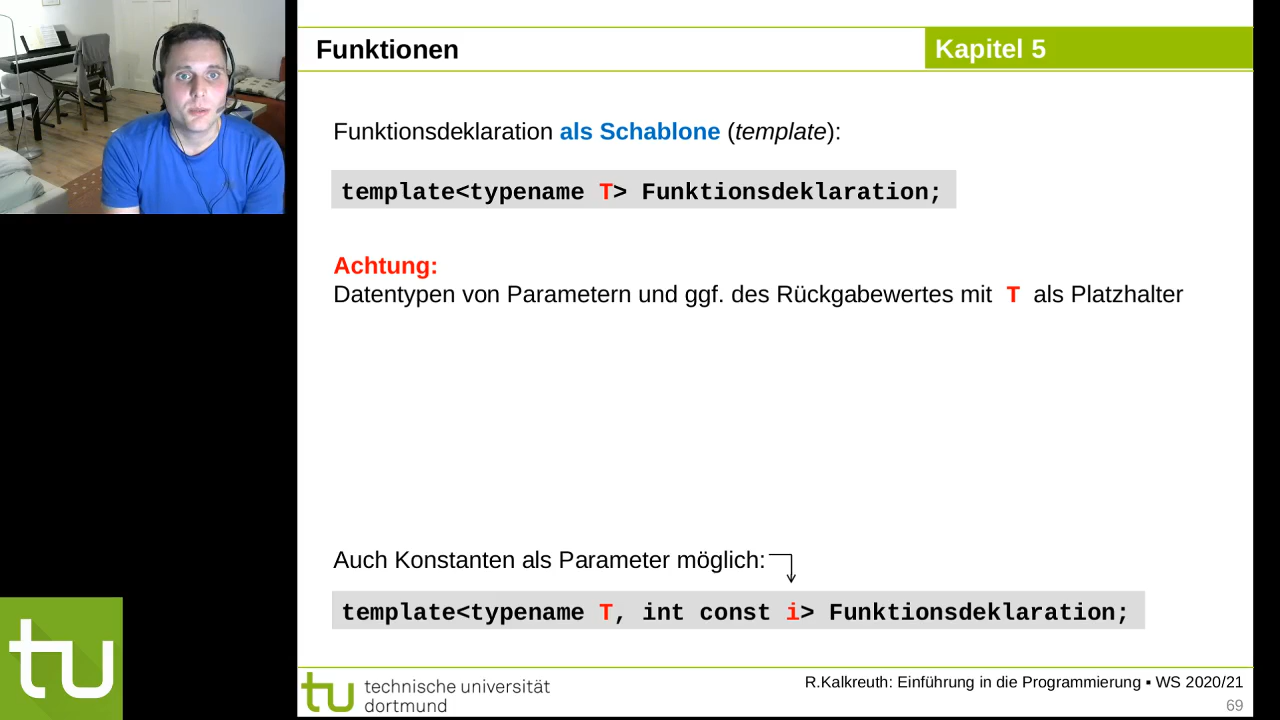 Funktionen
Kapitel 5
Funktionsdeklaration als Schablone (template):
template<typename T> Funktionsdeklaration;
Achtung:
Datentypen von Parametern und ggf. des Rückgabewertes mit T als Platzhalter
Auch Konstanten als Parameter möglich:
template<typename T, int const i> Funktionsdeklaration;
tu
tu technische universität
dortmund
R.Kalkreuth: Einführung in die Programmierung ▪ WS 2020/21
69